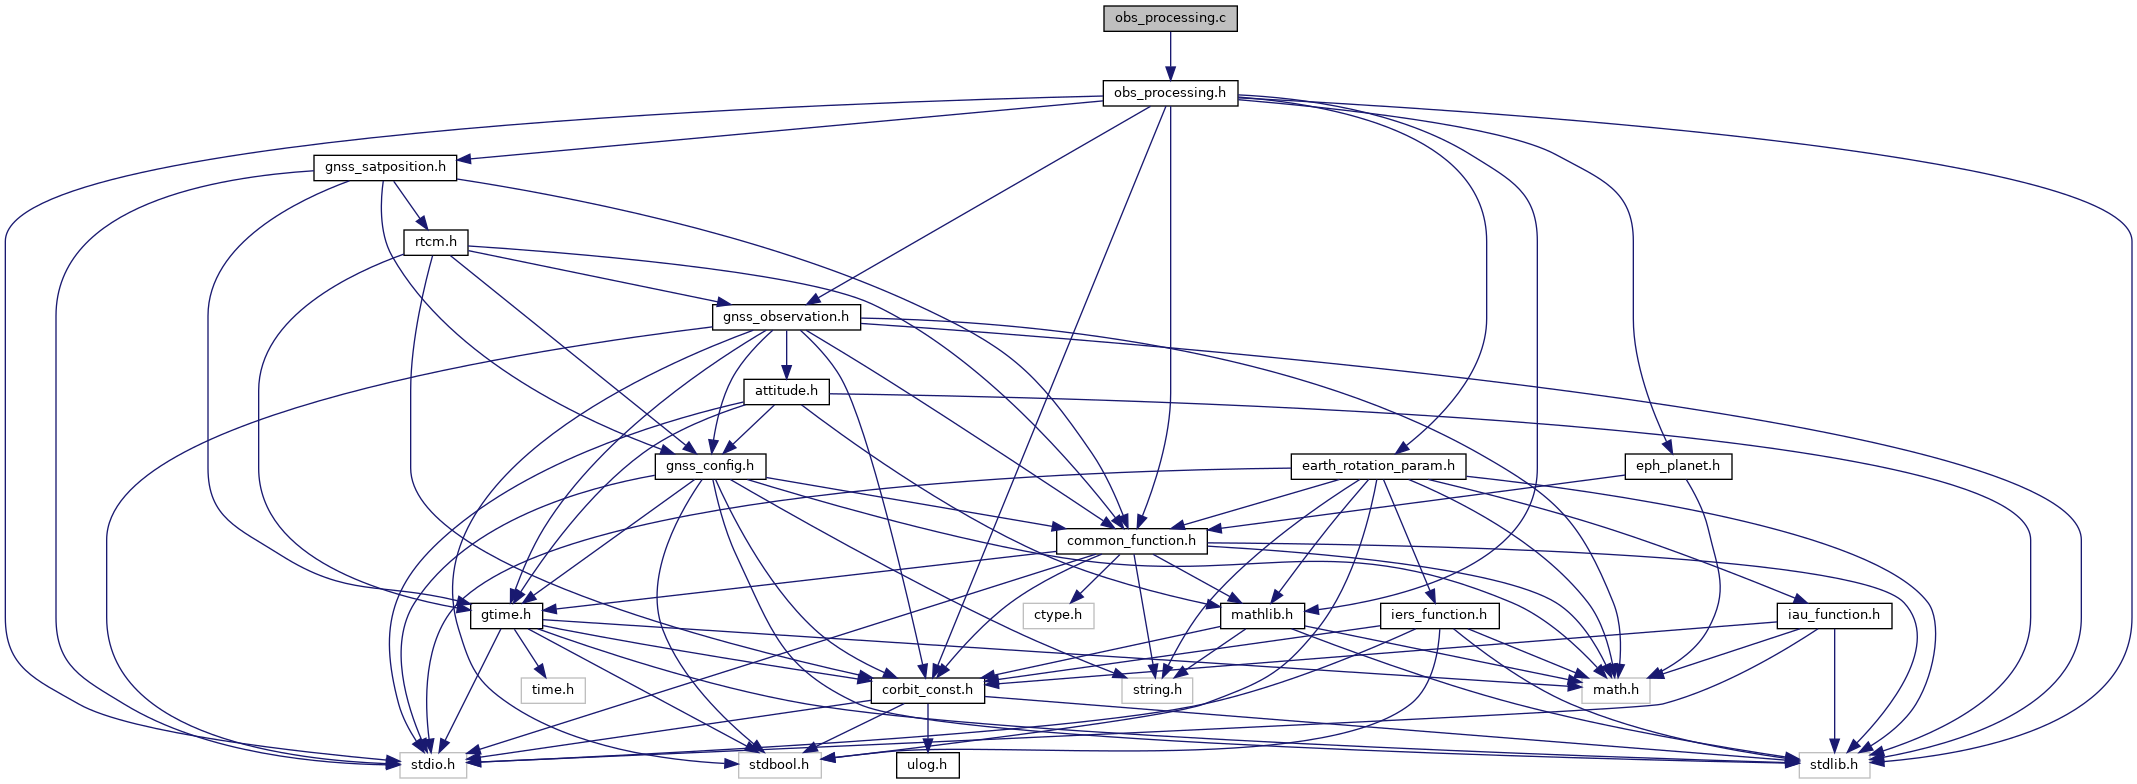 obs_processing.c
obs_processing.h
gnss_satposition.h
rtcm.h
gnss_observation.h
attitude.h
gnss_config.h
earth_rotation_param.h
eph_planet.h
common_function.h
gtime.h
ctype.h
mathlib.h
iers_function.h
iau_function.h
time.h
corbit_const.h
string.h
math.h
stdio.h
stdbool.h
ulog.h
stdlib.h